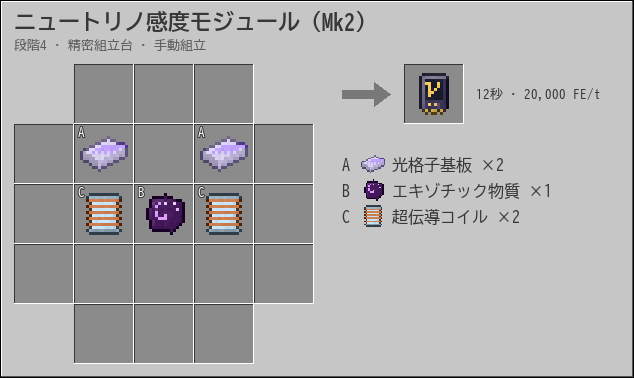 ニュートリノ感度モジュール (Mk2)
段階4 · 精密組立台 · 手動組立
12秒 · 20,000 FE/t
A A
C B C
A 光格子基板 ×2
B エキゾチック物質 ×1
C 超伝導コイル ×2